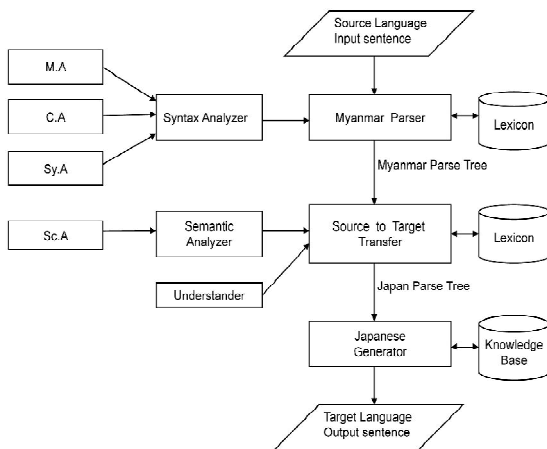 Source Language
Input sentence
M.A
C.A
Sy.A
Syntax Analyzer
Myanmar Parser
Lexicon
Myanmar Parse Tree
Sc.A
Semantic
Analyzer
Source to Target
Transfer
Lexicon
Understander
Japan Parse Tree
Japanese
Generator
Knowledge
Base
Target Language
Output sentence